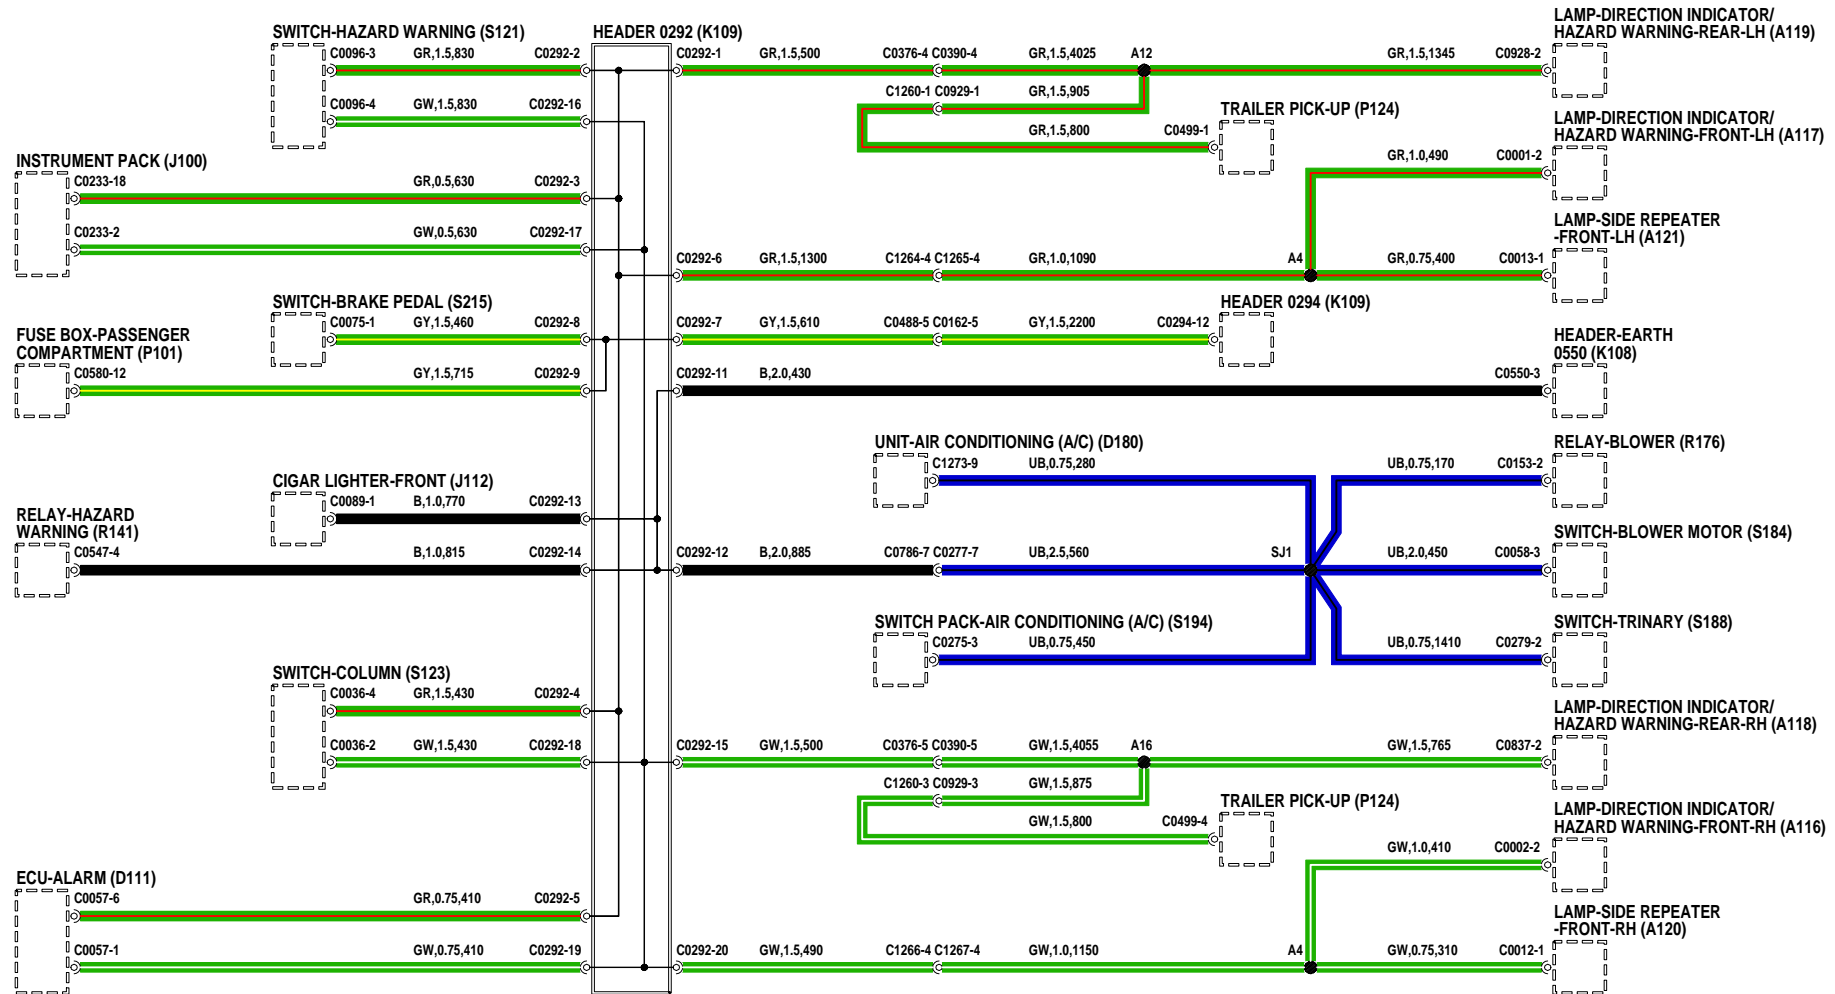 SWITCH-HAZARD WARNING (S121)
HEADER 0292 (K109)
LAMP-DIRECTION INDICATOR/
HAZARD WARNING-REAR-LH (A119)
C0096-3 GR,1.5,830 C0292-2
C0292-1 GR,1.5,500 C0376-4 C0390-4 GR,1.5,4025 A12 GR,1.5,1345 C0928-2
C0096-4 GW,1.5,830 C0292-16
C1260-1 C0929-1 GR,1.5,905
TRAILER PICK-UP (P124)
GR,1.5,800 C0499-1
LAMP-DIRECTION INDICATOR/
HAZARD WARNING-FRONT-LH (A117)
GR,1.0,490 C0001-2
INSTRUMENT PACK (J100)
C0233-18 GR,0.5,630 C0292-3
C0233-2 GW,0.5,630 C0292-17
LAMP-SIDE REPEATER
-FRONT-LH (A121)
C0292-6 GR,1.5,1300 C1264-4 C1265-4 GR,1.0,1090 A4 GR,0.75,400 C0013-1
SWITCH-BRAKE PEDAL (S215)
HEADER 0294 (K109)
C0075-1 GY,1.5,460 C0292-8
C0292-7 GY,1.5,610 C0488-5 C0162-5 GY,1.5,2200 C0294-12
FUSE BOX-PASSENGER
COMPARTMENT (P101)
HEADER-EARTH
0550 (K108)
C0580-12 GY,1.5,715 C0292-9
C0292-11 B,2.0,430 C0550-3
UNIT-AIR CONDITIONING (A/C) (D180)
RELAY-BLOWER (R176)
C1273-9 UB,0.75,280 UB,0.75,170 C0153-2
CIGAR LIGHTER-FRONT (J112)
C0089-1 B,1.0,770 C0292-13
RELAY-HAZARD
WARNING (R141)
SWITCH-BLOWER MOTOR (S184)
C0547-4 B,1.0,815 C0292-14
C0292-12 B,2.0,885 C0786-7 C0277-7 UB,2.5,560 SJ1 UB,2.0,450 C0058-3
SWITCH PACK-AIR CONDITIONING (A/C) (S194)
SWITCH-TRINARY (S188)
C0275-3 UB,0.75,450 UB,0.75,1410 C0279-2
SWITCH-COLUMN (S123)
C0036-4 GR,1.5,430 C0292-4
LAMP-DIRECTION INDICATOR/
HAZARD WARNING-REAR-RH (A118)
C0036-2 GW,1.5,430 C0292-18
C0292-15 GW,1.5,500 C0376-5 C0390-5 GW,1.5,4055 A16 GW,1.5,765 C0837-2
C1260-3 C0929-3 GW,1.5,875
TRAILER PICK-UP (P124)
GW,1.5,800 C0499-4
LAMP-DIRECTION INDICATOR/
HAZARD WARNING-FRONT-RH (A116)
GW,1.0,410 C0002-2
ECU-ALARM (D111)
C0057-6 GR,0.75,410 C0292-5
LAMP-SIDE REPEATER
-FRONT-RH (A120)
C0057-1 GW,0.75,410 C0292-19
C0292-20 GW,1.5,490 C1266-4 C1267-4 GW,1.0,1150 A4 GW,0.75,310 C0012-1